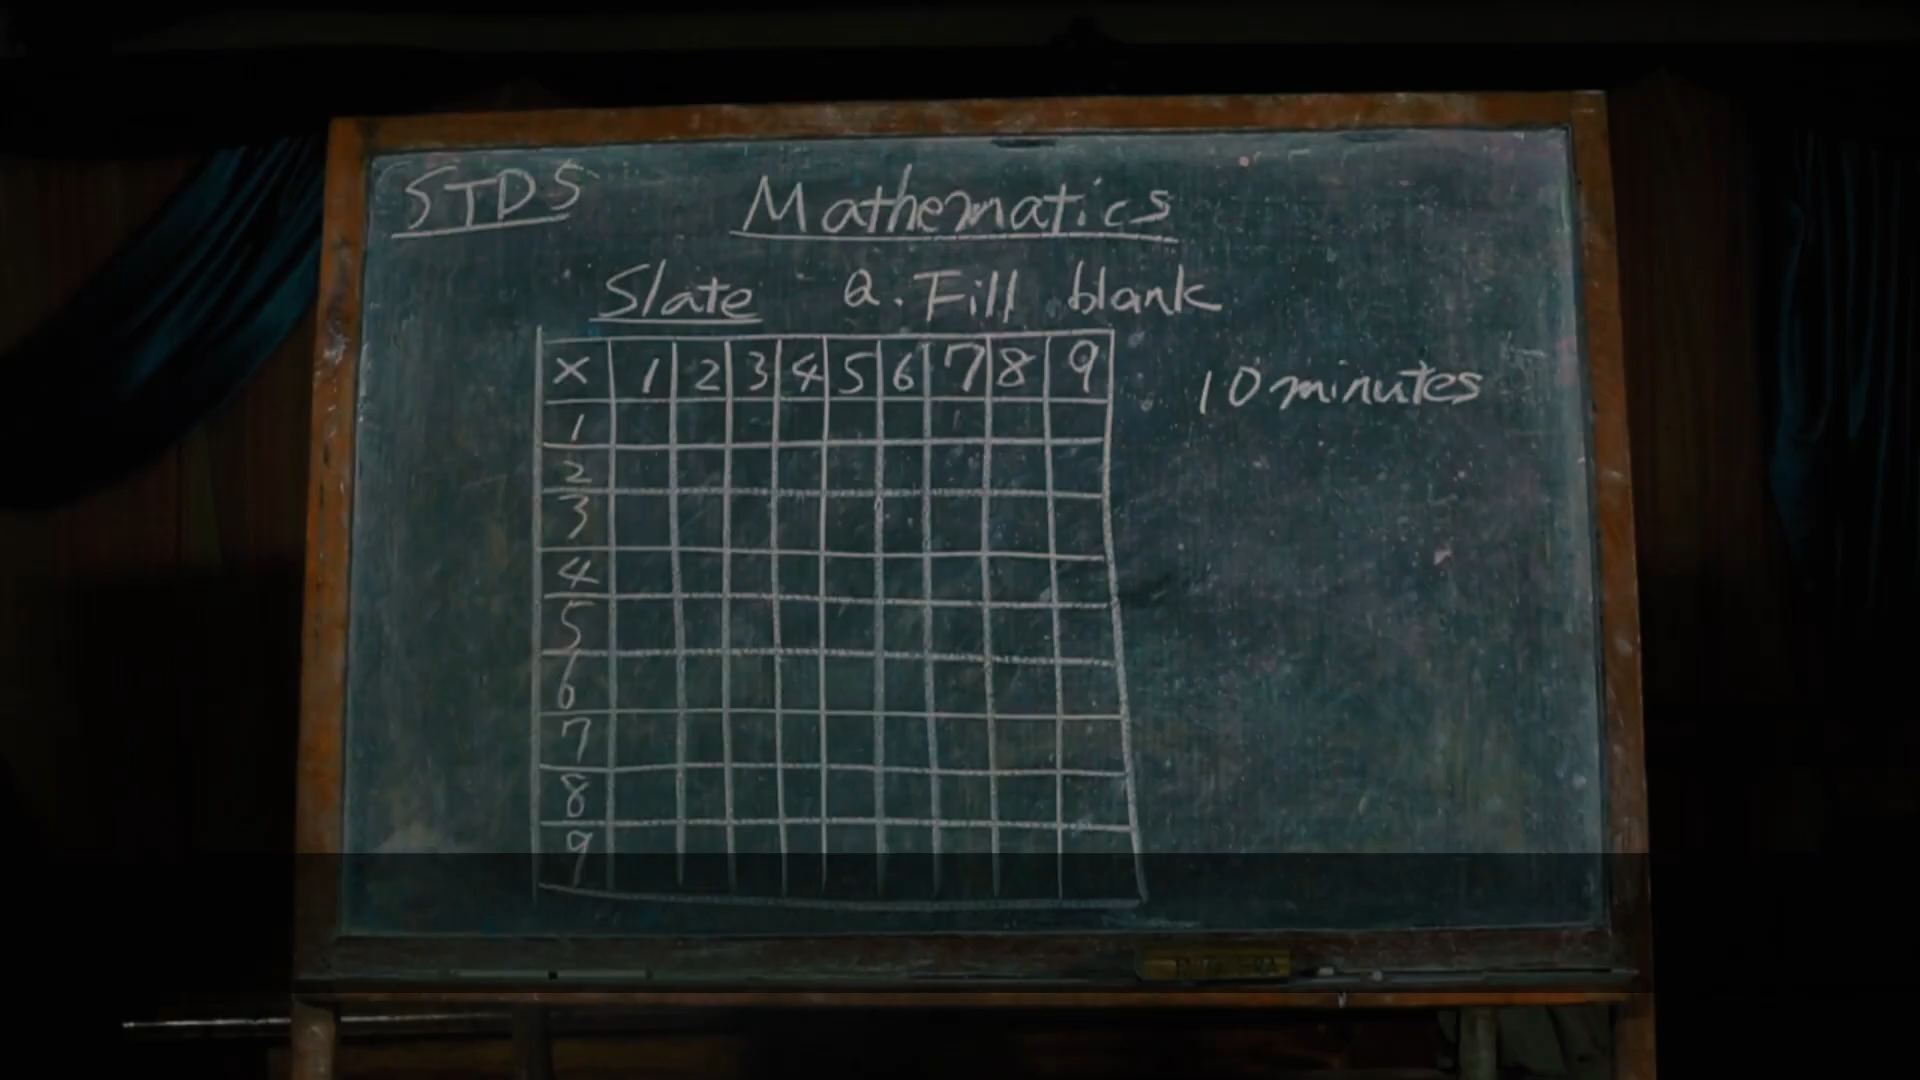 STD5
Mathematics
Slate Q. Fill blank
X 1 2 3 4 5 6 7 8 9
10 minutes
1
2
3
4
5
6
7
8
9